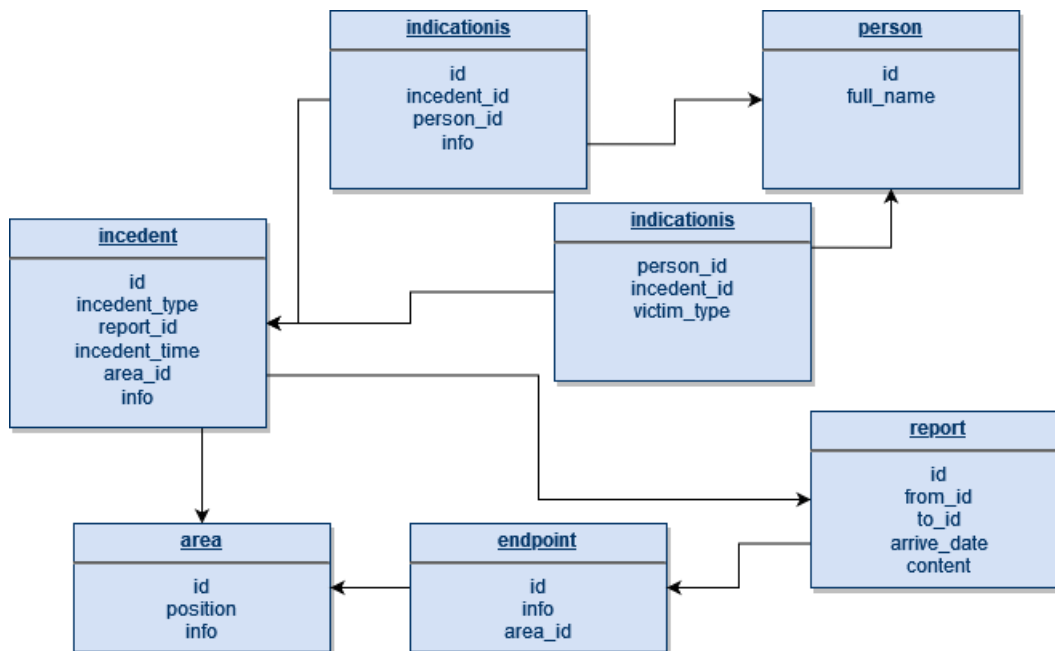 indicationis
id
incedent_id
person_id
info
person
id
full_name
incedent
id
incedent_type
report_id
incedent_time
area_id
info
indicationis
person_id
incedent_id
victim_type
report
id
from_id
to_id
arrive_date
content
area
id
position
info
endpoint
id
info
area_id